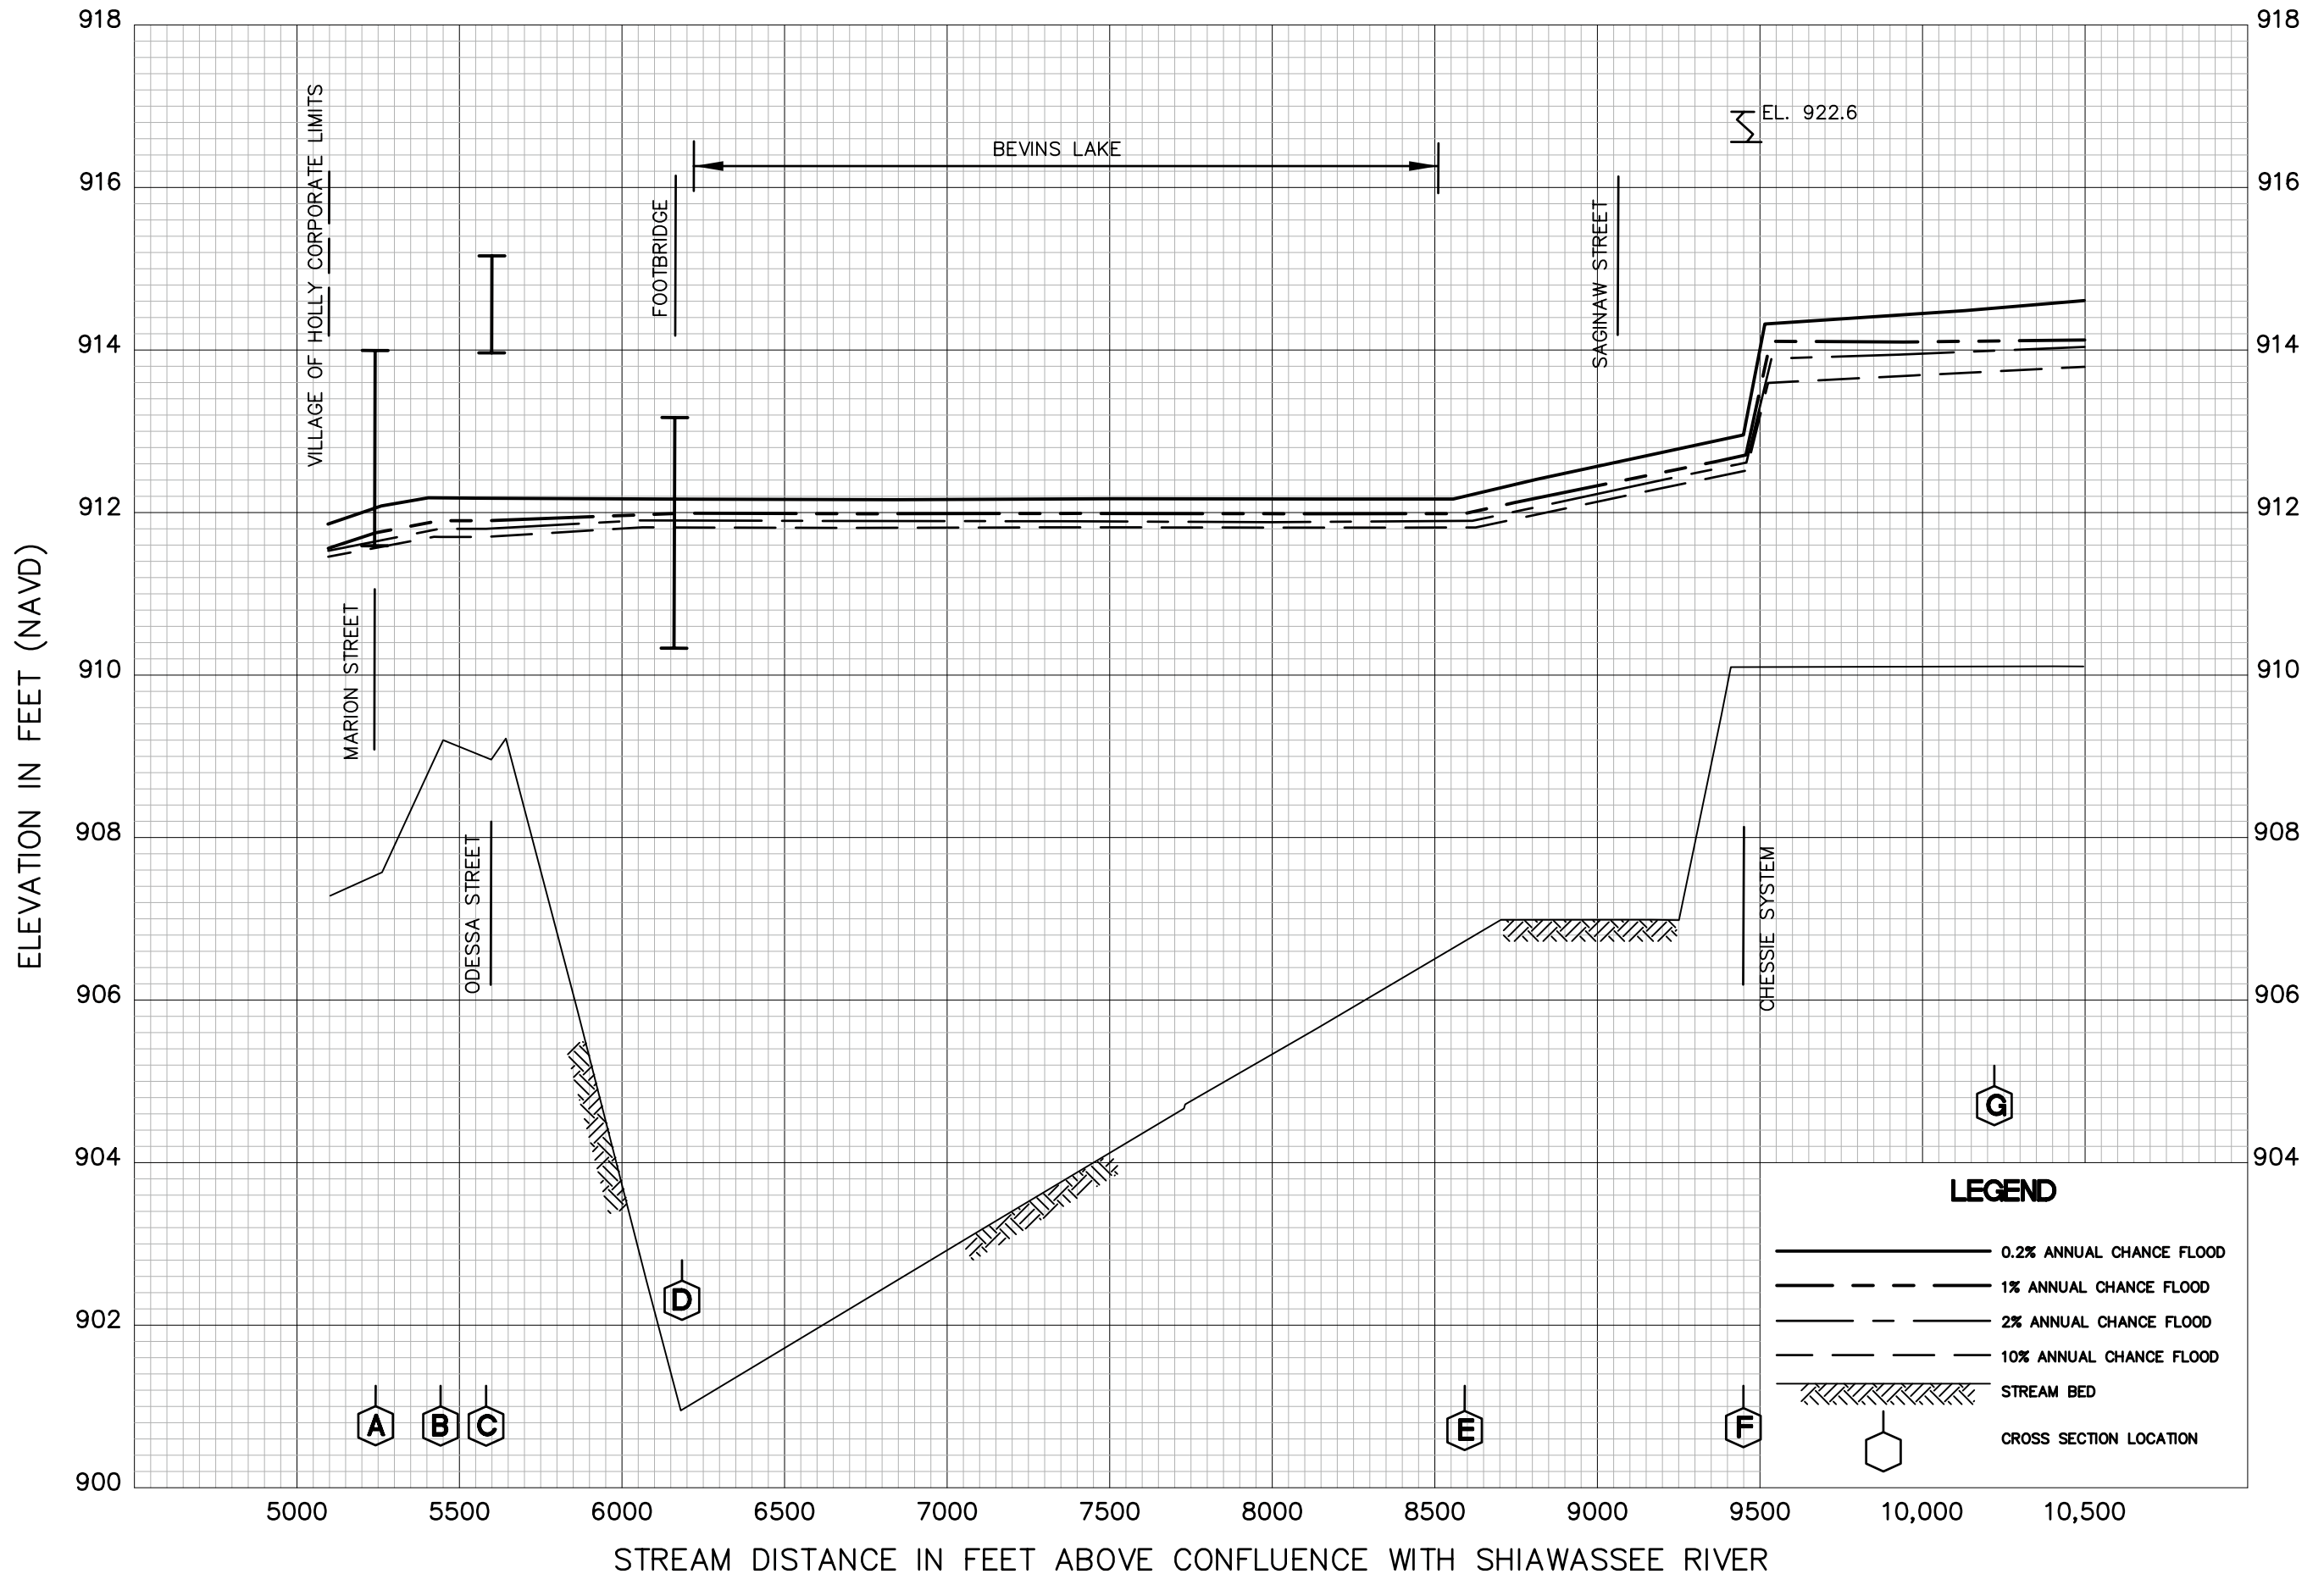 918
918
EL. 922.6
VILLAGE OF HOLLY CORPORATE LIMITS
BEVINS LAKE
916
916
FOOTBRIDGE
SAGINAW STREET
914
914
912
912
ELEVATION IN FEET (NAVD)
MARION STREET
910
910
908
908
ODESSA STREET
CHESSIE SYSTEM
906
906
G
904
904
LEGEND
0.2% ANNUAL CHANCE FLOOD
1% ANNUAL CHANCE FLOOD
2% ANNUAL CHANCE FLOOD
10% ANNUAL CHANCE FLOOD
STREAM BED
CROSS SECTION LOCATION
D
902
A
B
C
E
F
900
5000
5500
6000
6500
7000
7500
8000
8500
9000
9500
10,000
10,500
STREAM DISTANCE IN FEET ABOVE CONFLUENCE WITH SHIAWASSEE RIVER